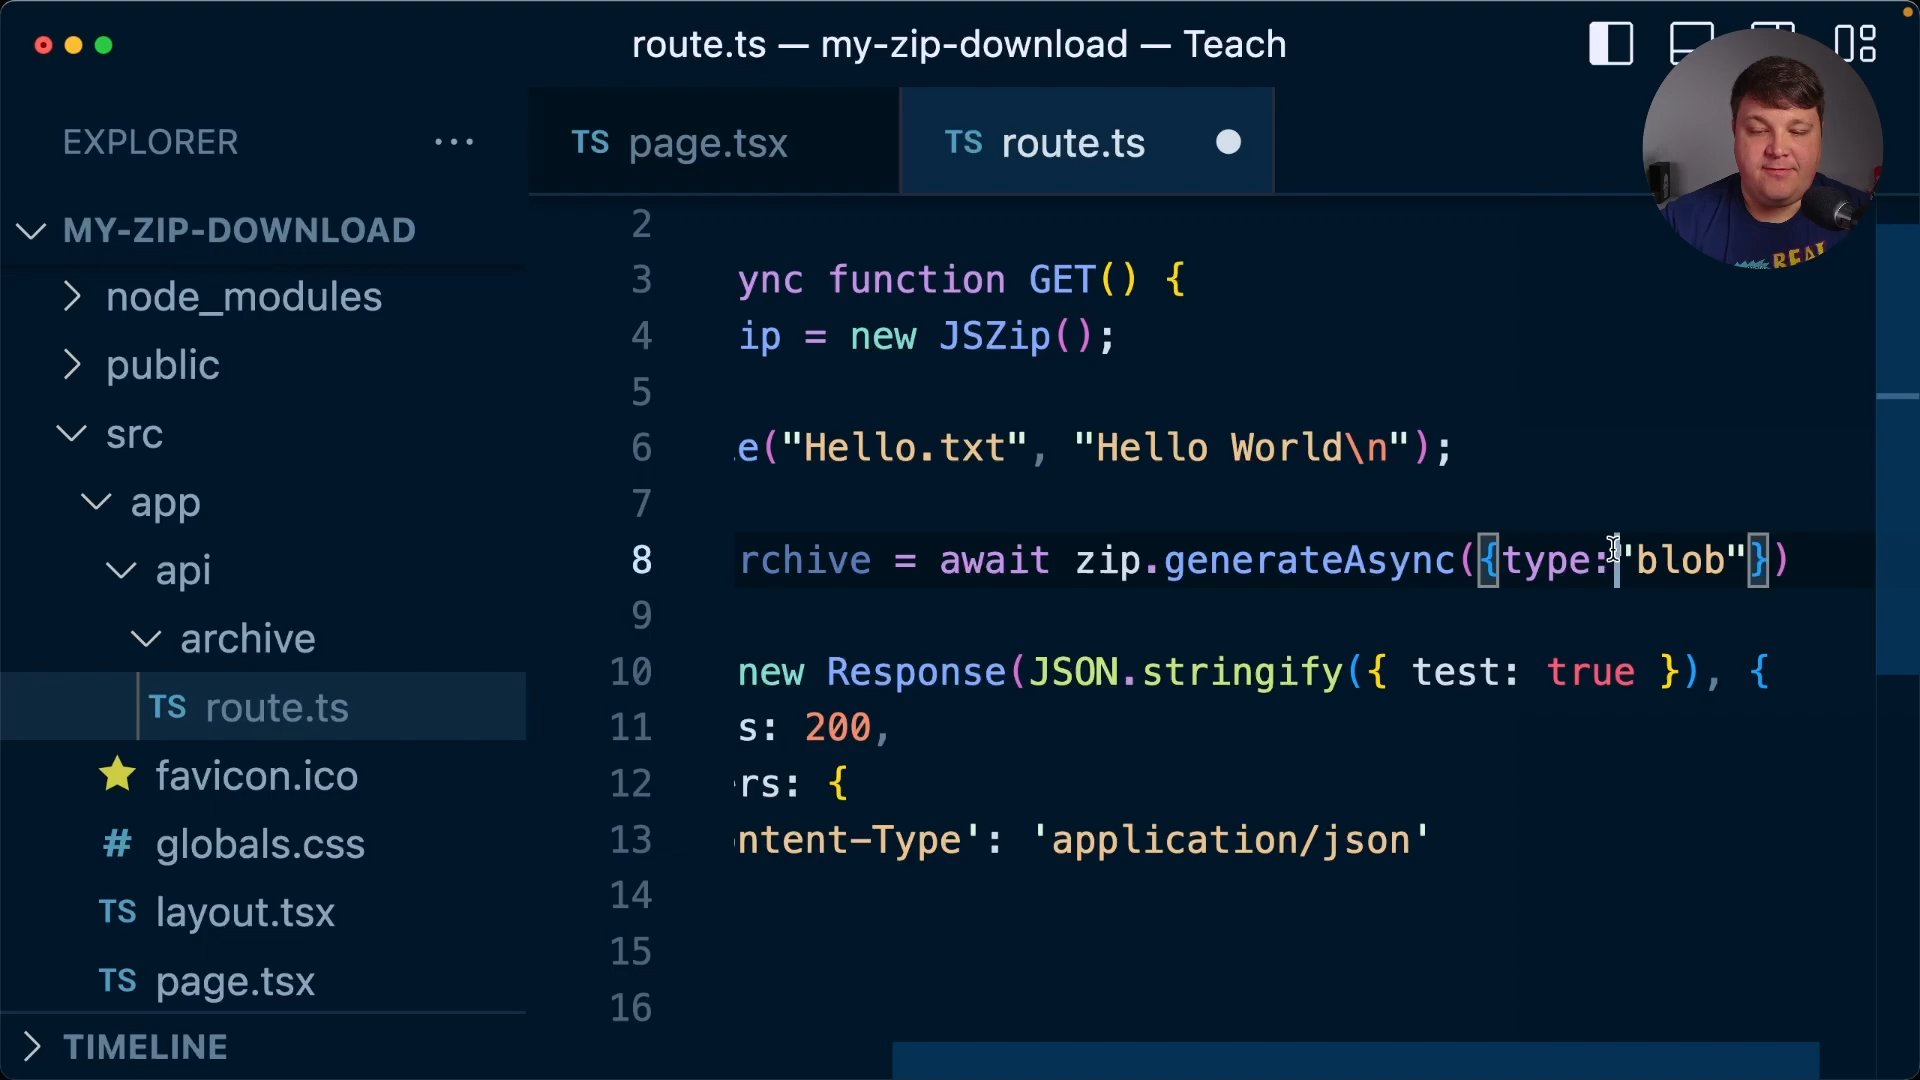 route.ts — my-zip-download — Teach
EXPLORER ...
TS page.tsx
TS route.ts
MY-ZIP-DOWNLOAD
node_modules
public
src
app
api
archive
TS route.ts
favicon.ico
# globals.css
TS layout.tsx
TS page.tsx
TIMELINE
2
3 ync function GET() {
4 ip = new JSZip();
5
6 e("Hello.txt", "Hello World\n");
7
8 rchive = await zip.generateAsync({type:"blob"})
9
10 new Response(JSON.stringify({ test: true }), {
11 s: 200,
12 rs: {
13 ntent-Type': 'application/json'
14
15
16
REAL